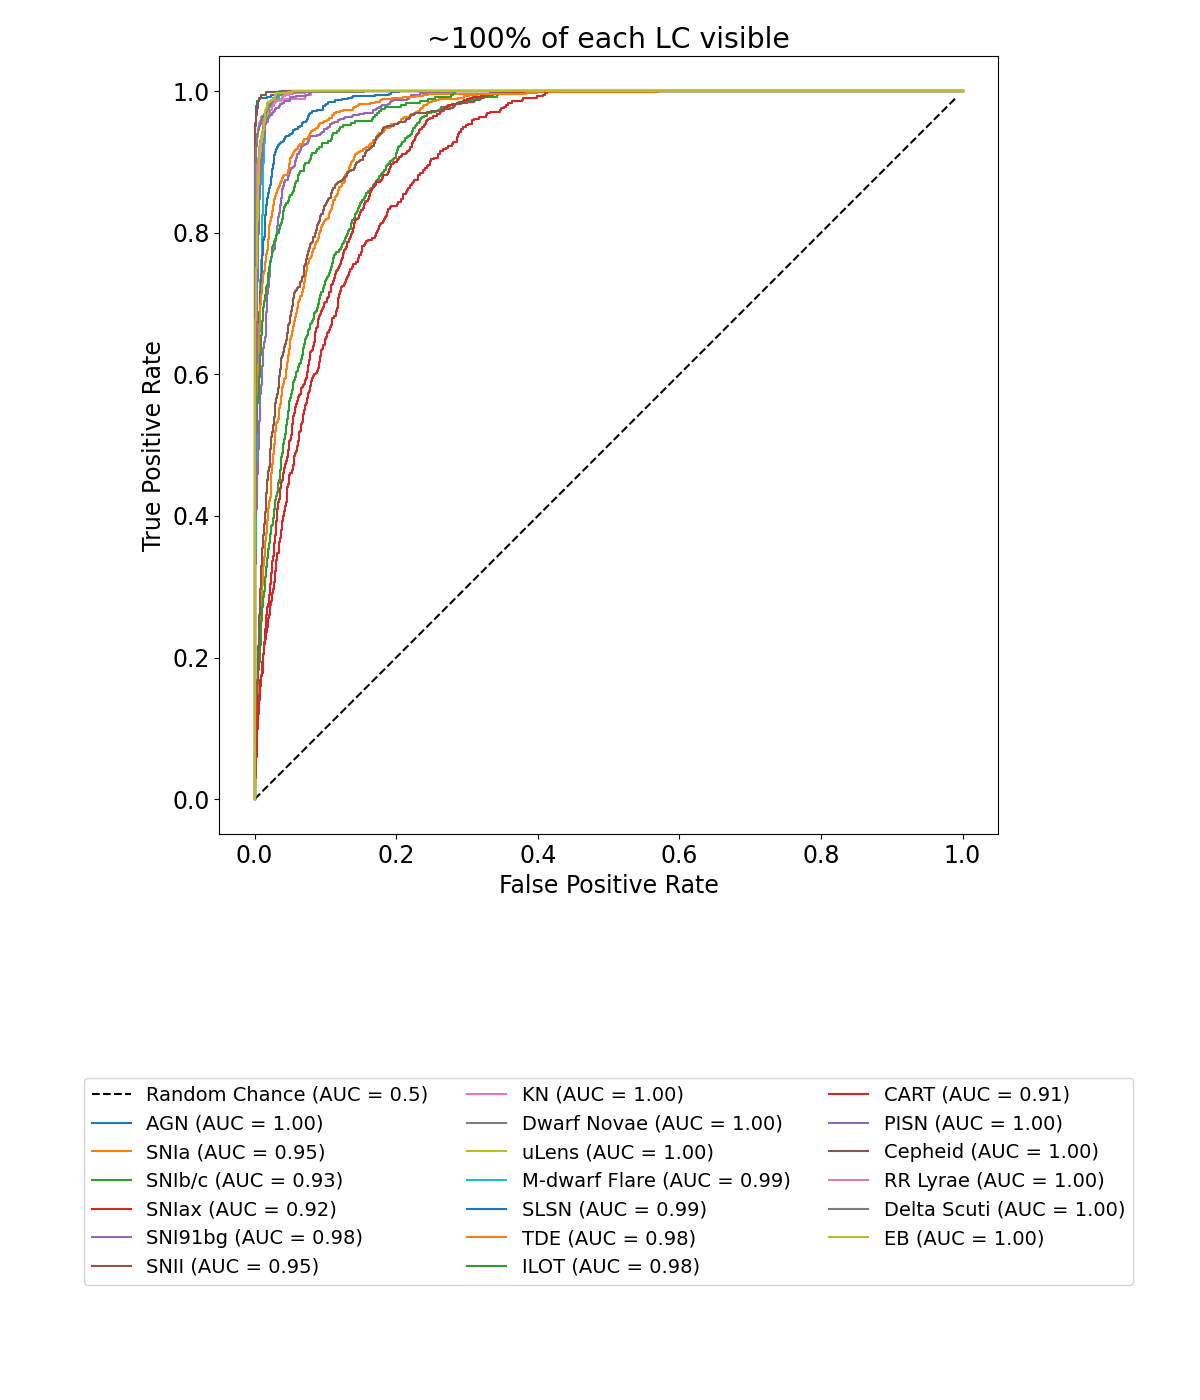 ~100% of each LC visible
True Positive Rate
1.0
0.8
0.6
0.4
0.2
0.0
0.0 0.2 0.4 0.6 0.8 1.0
False Positive Rate
Random Chance (AUC = 0.5)
AGN (AUC = 1.00)
SNIa (AUC = 0.95)
SNIb/c (AUC = 0.93)
SNIax (AUC = 0.92)
SNI91bg (AUC = 0.98)
SNII (AUC = 0.95)
KN (AUC = 1.00)
Dwarf Novae (AUC = 1.00)
uLens (AUC = 1.00)
M-dwarf Flare (AUC = 0.99)
SLSN (AUC = 0.99)
TDE (AUC = 0.98)
ILOT (AUC = 0.98)
CART (AUC = 0.91)
PISN (AUC = 1.00)
Cepheid (AUC = 1.00)
RR Lyrae (AUC = 1.00)
Delta Scuti (AUC = 1.00)
EB (AUC = 1.00)